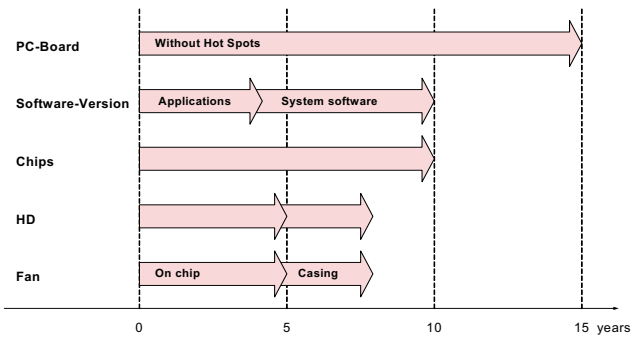 PC-Board Without Hot Spots
Software-Version Applications System software
Chips
HD
Fan On chip Casing
0 5 10 15 years